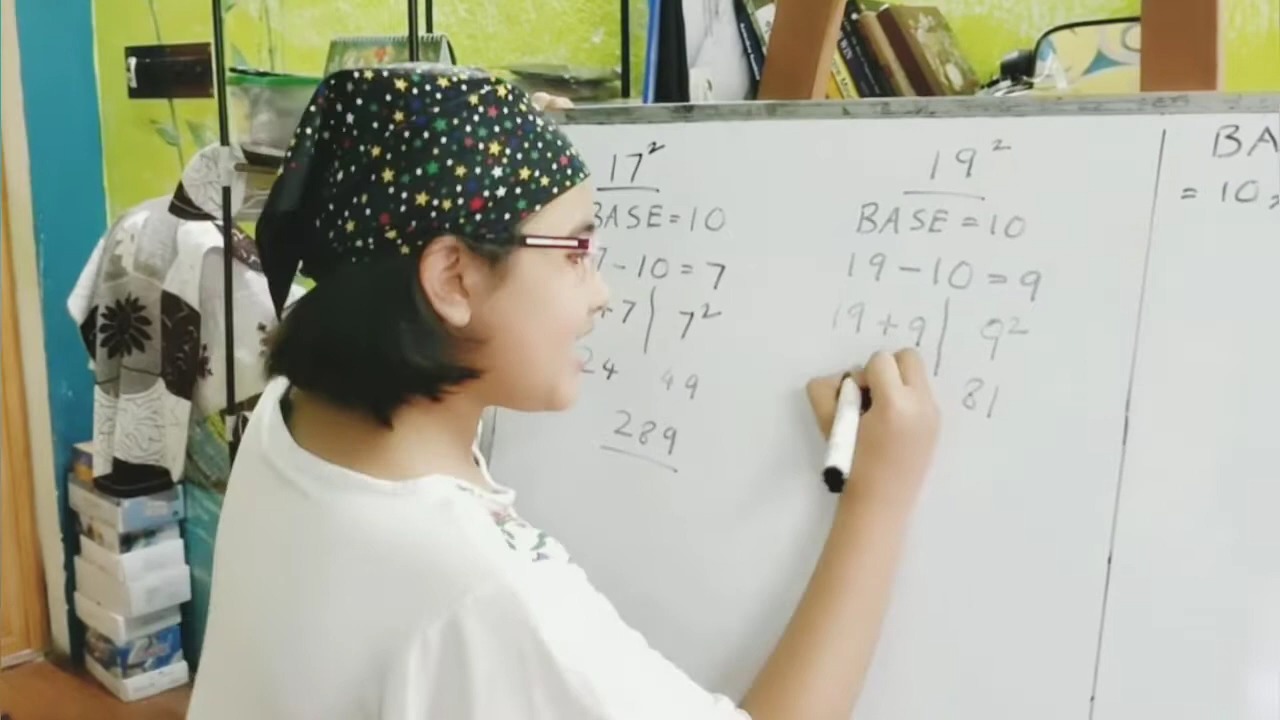 17²
BASE=10
7-10=7
+7 | 7²
24 49
289
19²
BASE=10
19-10=9
19+9 | 9²
81
BA
= 10